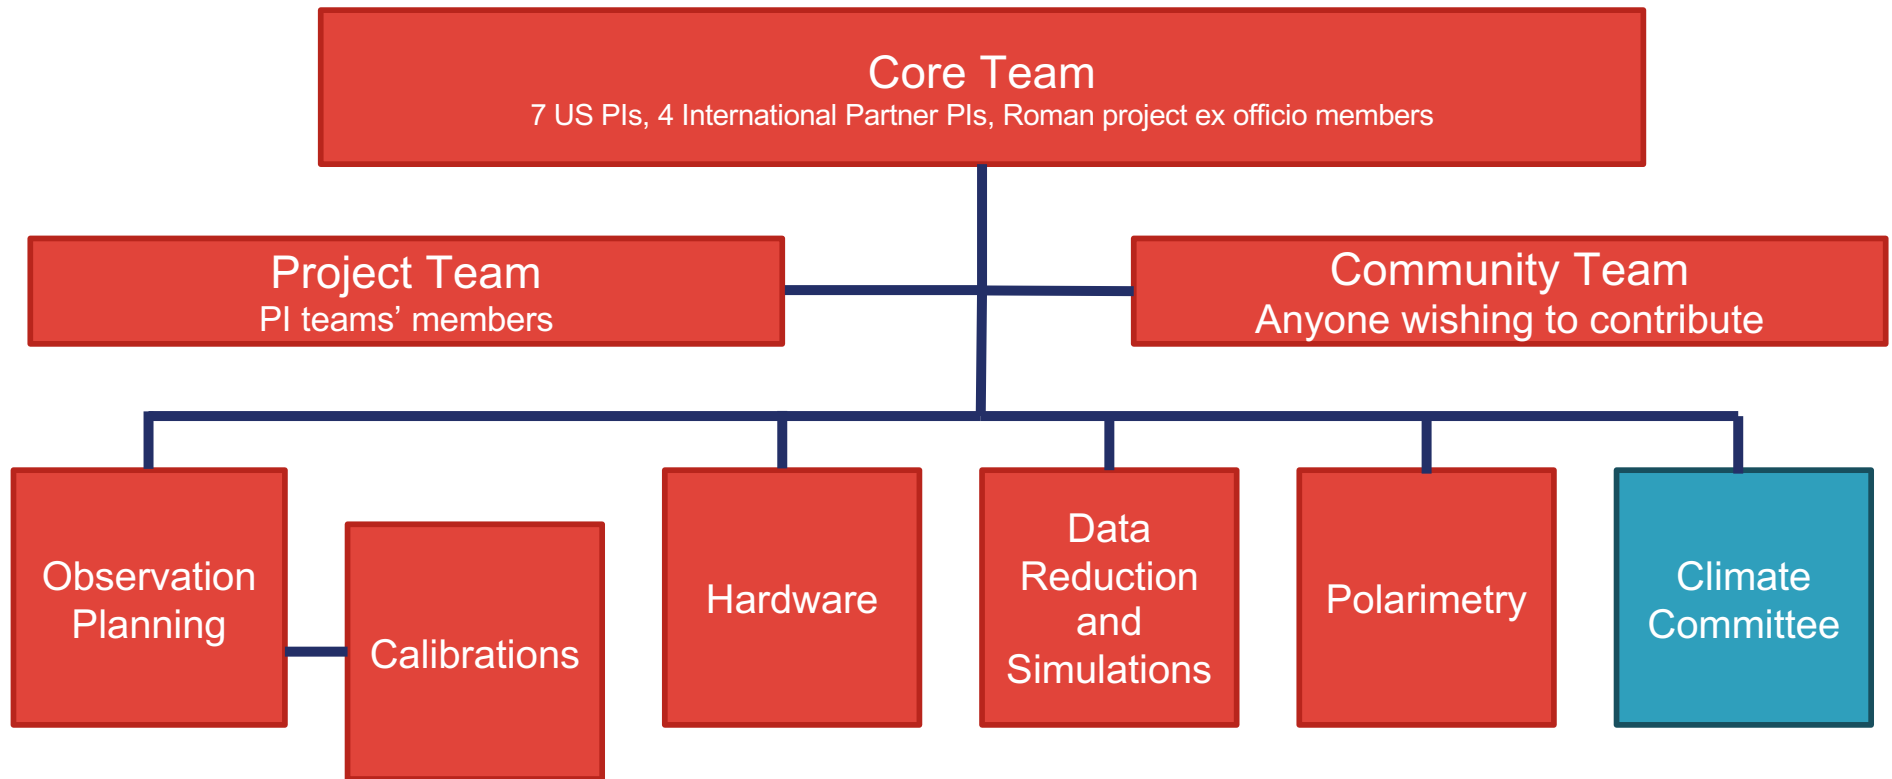 Core Team
7 US PIs, 4 International Partner PIs, Roman project ex officio members
Project Team
PI teams’ members
Community Team
Anyone wishing to contribute
Observation
Planning
Calibrations
Hardware
Data
Reduction
and
Simulations
Polarimetry
Climate
Committee